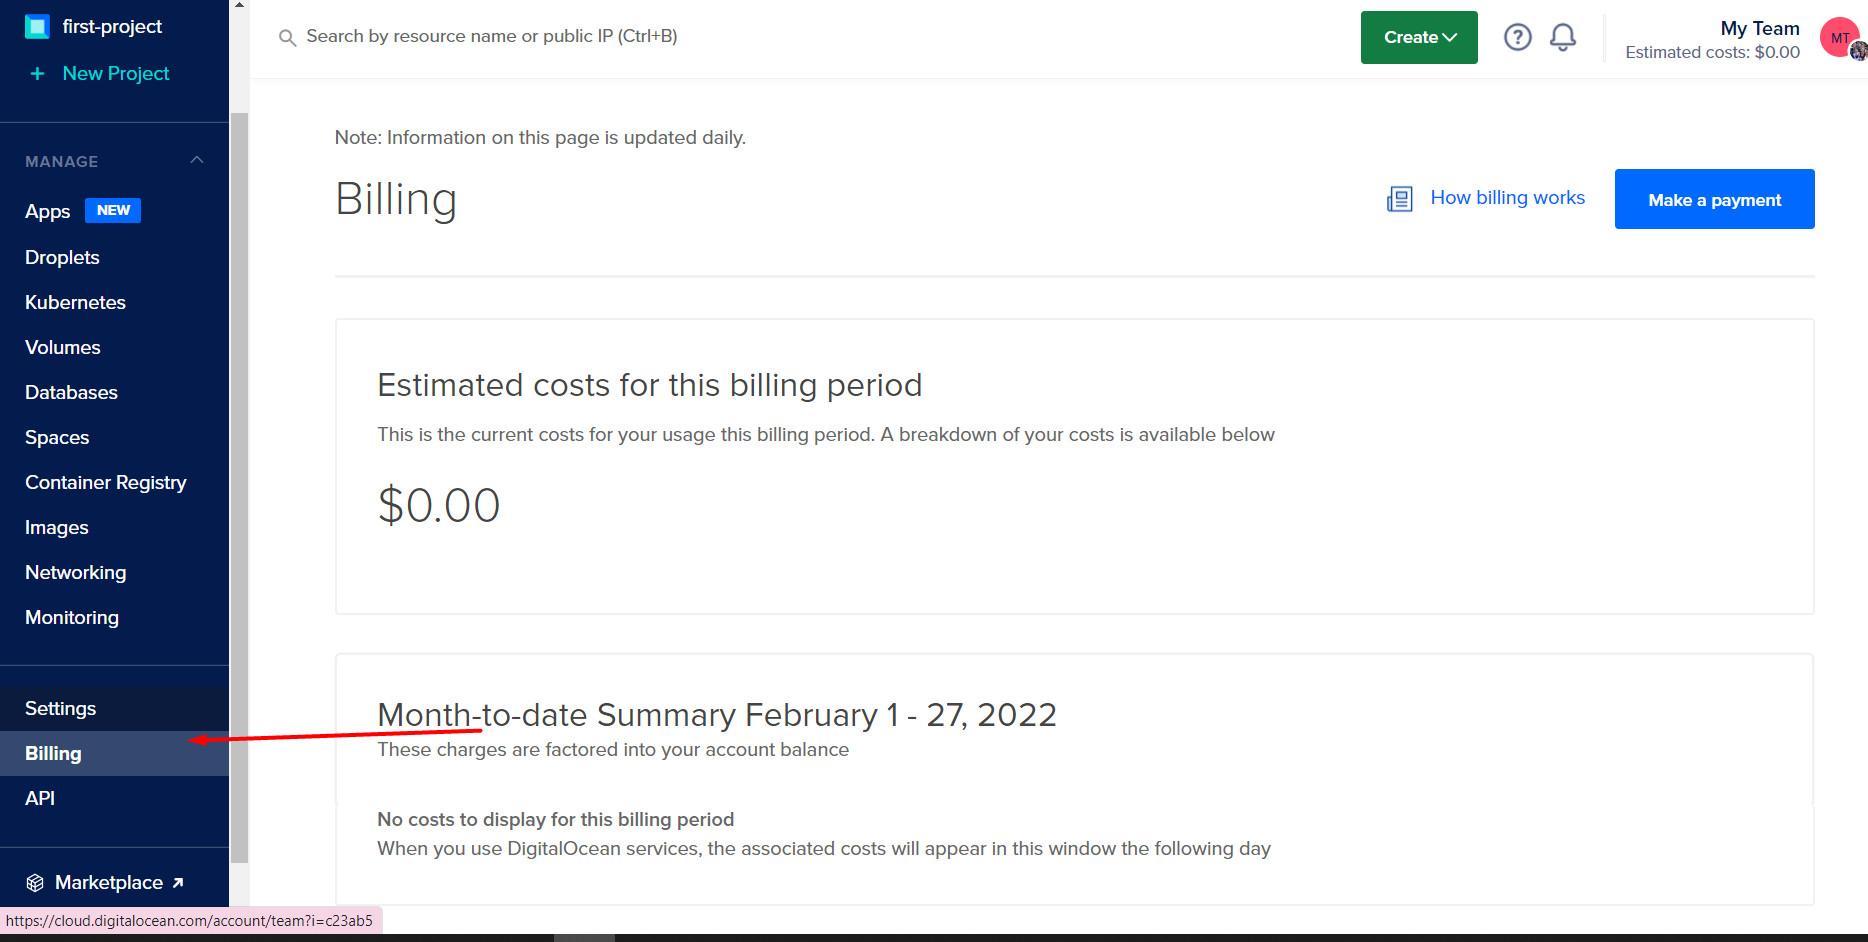 first-project
+ New Project
MANAGE
Apps NEW
Droplets
Kubernetes
Volumes
Databases
Spaces
Container Registry
Images
Networking
Monitoring
Settings
Billing
API
Marketplace
https://cloud.digitalocean.com/account/team?i=c23ab5
Search by resource name or public IP (Ctrl+B)
Create
?
My Team
Estimated costs: $0.00
MT
Note: Information on this page is updated daily.
Billing
How billing works
Make a payment
Estimated costs for this billing period
This is the current costs for your usage this billing period. A breakdown of your costs is available below
$0.00
Month-to-date Summary February 1 - 27, 2022
These charges are factored into your account balance
No costs to display for this billing period
When you use DigitalOcean services, the associated costs will appear in this window the following day